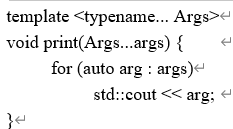 template <typename... Args>
void print(Args...args) {
for (auto arg : args)
std::cout << arg;
}